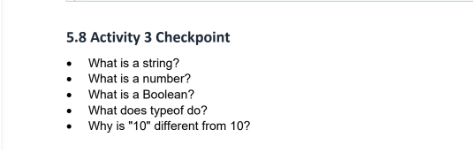 5.8 Activity 3 Checkpoint
• What is a string?
• What is a number?
• What is a Boolean?
• What does typeof do?
• Why is "10" different from 10?